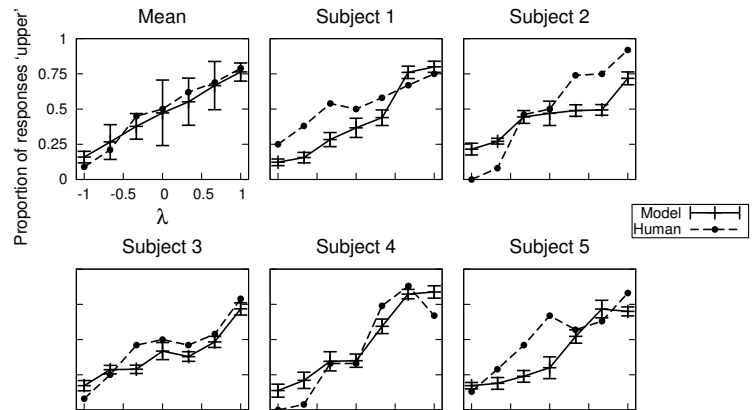 Mean
Subject 1
Subject 2
Proportion of responses 'upper'
1
0.75
0.5
0.25
0
-1 -0.5 0 0.5 1
λ
Model
Human
Subject 3
Subject 4
Subject 5